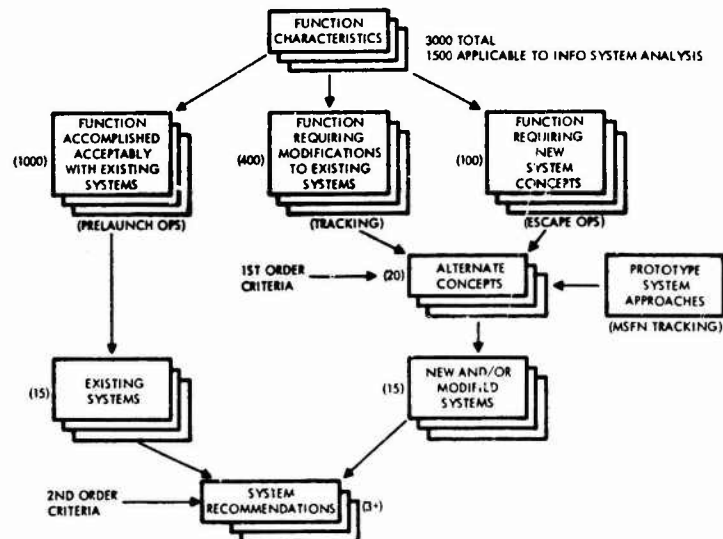 FUNCTION
CHARACTERISTICS
3000 TOTAL
1500 APPLICABLE TO INFO SYSTEM ANALYSIS
(1000)
FUNCTION
ACCOMPLISHED
ACCEPTABLY
WITH EXISTING
SYSTEMS
(PRELAUNCH OPS)
(400)
FUNCTION
REQUIRING
MODIFICATIONS
TO EXISTING
SYSTEMS
(TRACKING)
(100)
FUNCTION
REQUIRING
NEW
SYSTEM
CONCEPTS
(ESCAPE OPS)
1ST ORDER
CRITERIA
(20)
ALTERNATE
CONCEPTS
PROTOTYPE
SYSTEM
APPROACHES
(MSFN TRACKING)
(15)
EXISTING
SYSTEMS
(15)
NEW AND/OR
MODIFIED
SYSTEMS
2ND ORDER
CRITERIA
SYSTEM
RECOMMENDATIONS
(3+)